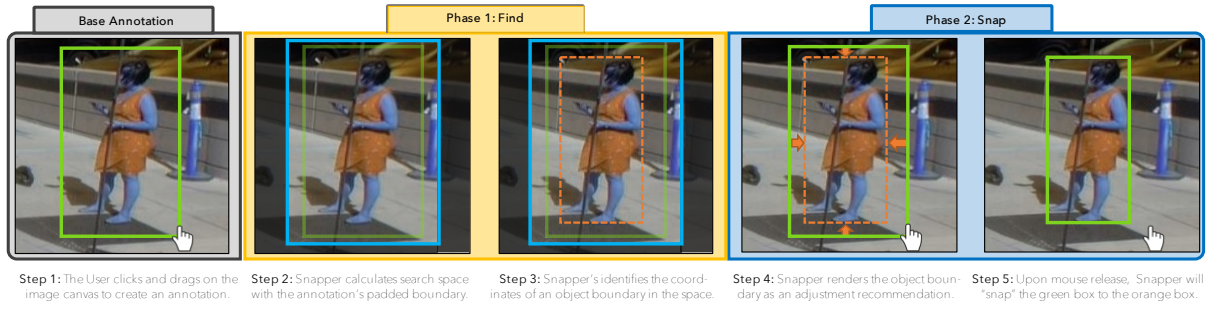 Base Annotation
Phase 1: Find
Phase 2: Snap
Step 1: The User clicks and drags on the
image canvas to create an annotation.
Step 2: Snapper calculates search space
with the annotation's padded boundary.
Step 3: Snapper's identifies the coord-
inates of an object boundary in the space.
Step 4: Snapper renders the object boun-
dary as an adjustment recommendation.
Step 5: Upon mouse release, Snapper will
"snap" the green box to the orange box.